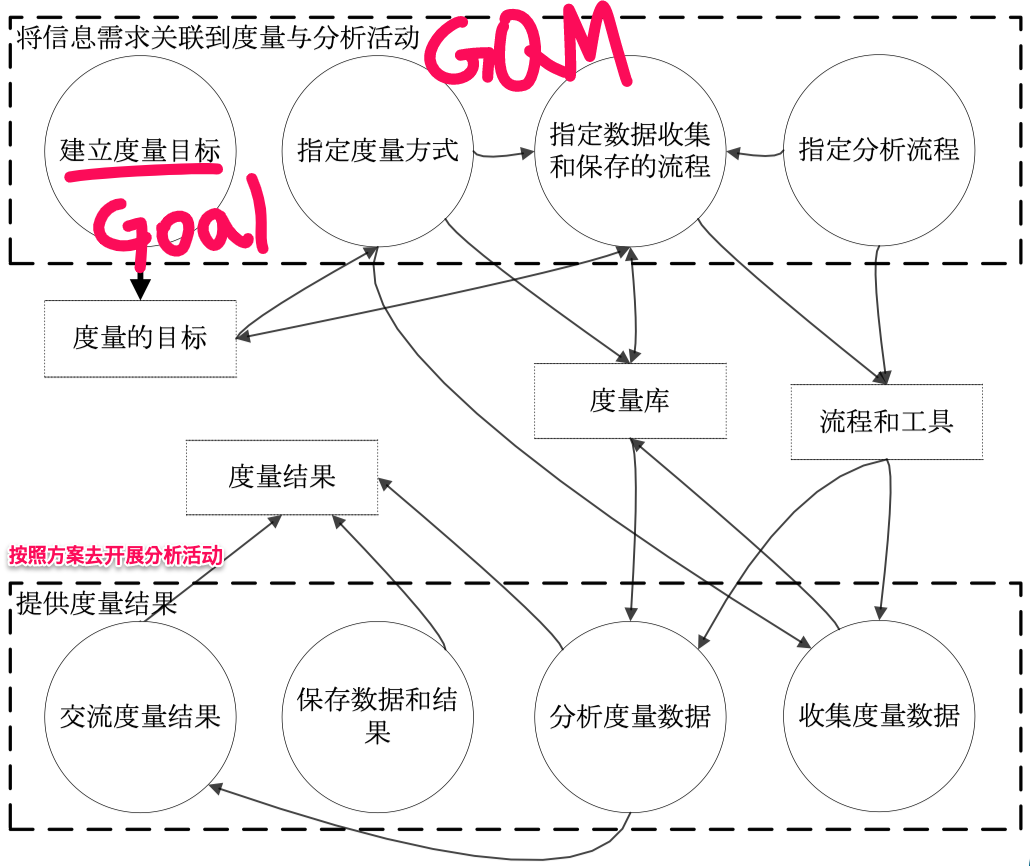 将信息需求关联到度量与分析活动
GQM
建立度量目标
指定度量方式
指定数据收集
和保存的流程
指定分析流程
Goal
度量的目标
度量库
流程和工具
度量结果
按照方案去开展分析活动
提供度量结果
交流度量结果
保存数据和结
果
分析度量数据
收集度量数据